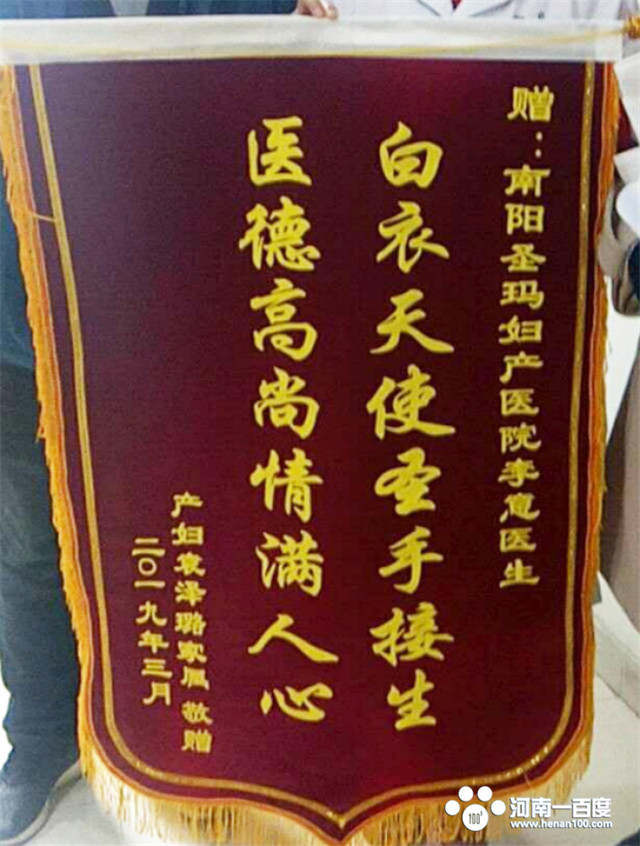 赠：南阳圣玛妇产医院李惠医生
白衣天使圣手接生
医德高尚情满人心
产妇袁泽璐家属 敬赠
二〇一九年三月
100°
河南一百度
www.henan100.com